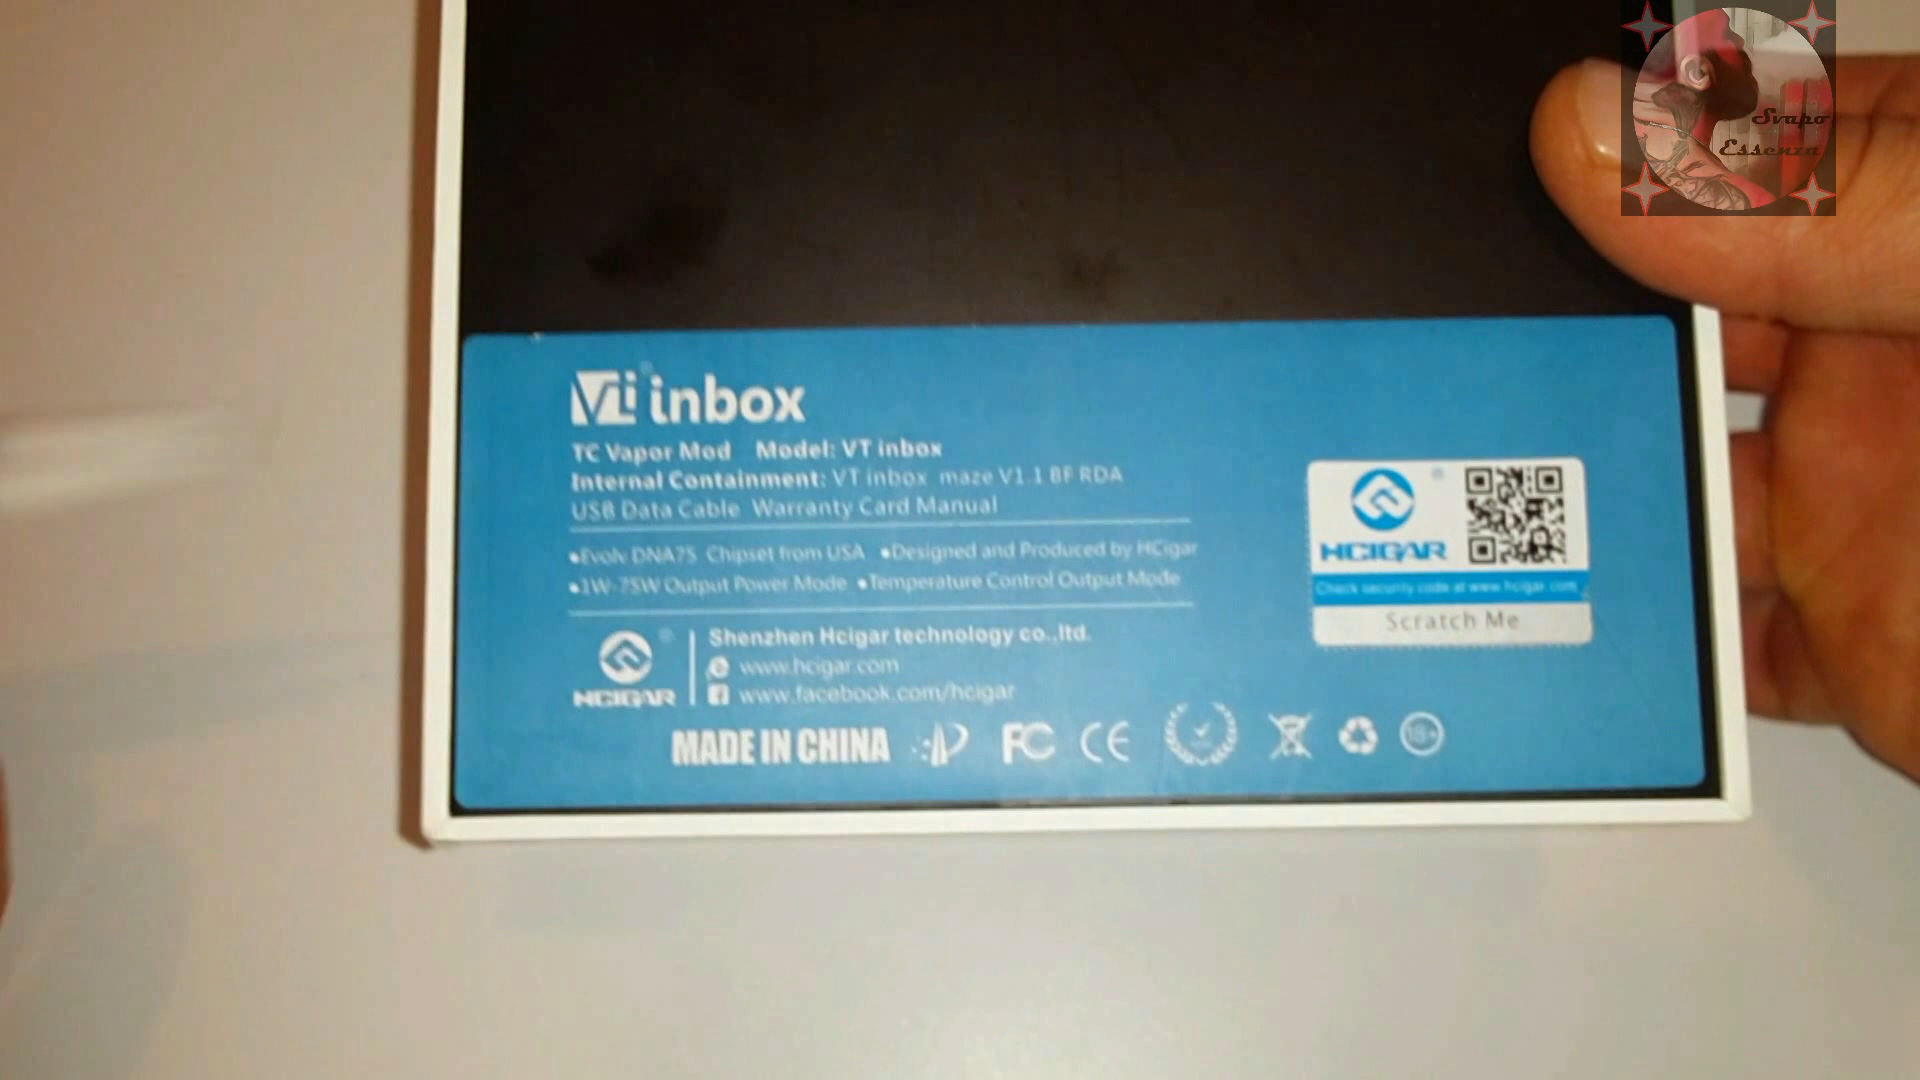 Svapo
Essenza
VT inbox
TC Vapor Mod Model: VT inbox
Internal Containment: VT inbox maze V1.1 BF RDA
USB Data Cable Warranty Card Manual
•Evolv DNA75 Chipset from USA •Designed and Produced by HCigar
•1W-75W Output Power Mode •Temperature Control Output Mode
HCIGAR
Check security code at www.hcigar.com
Scratch Me
Shenzhen Hcigar technology co.,ltd.
www.hcigar.com
www.facebook.com/hcigar
HCIGAR
MADE IN CHINA FC CE 18+